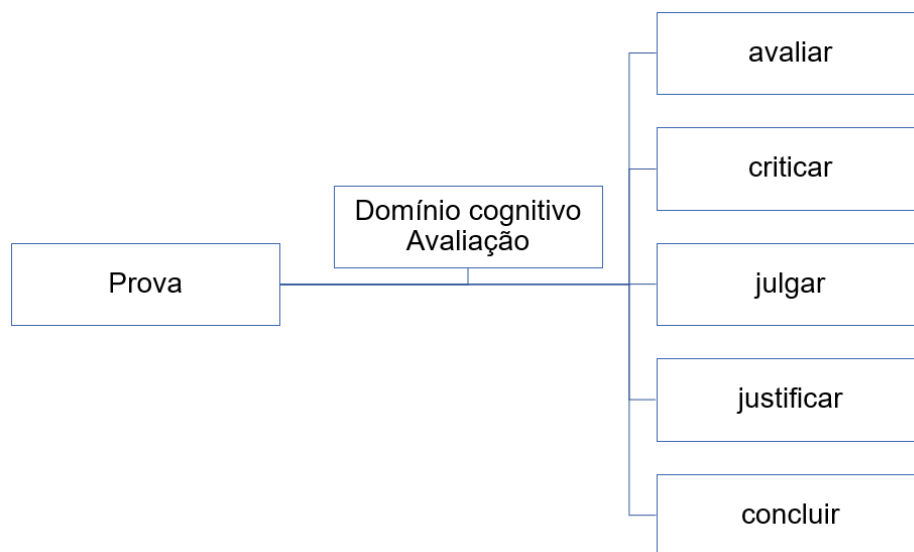 Prova
Domínio cognitivo
Avaliação
avaliar
criticar
julgar
justificar
concluir